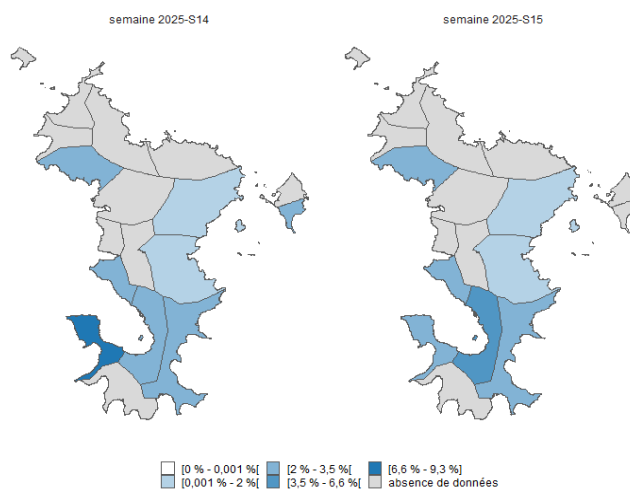 semaine 2025-S14
semaine 2025-S15
[0 % - 0,001 %[ [2 % - 3,5 %[ [6,6 % - 9,3 %]
[0,001 % - 2 %[ [3,5 % - 6,6 %[ absence de données